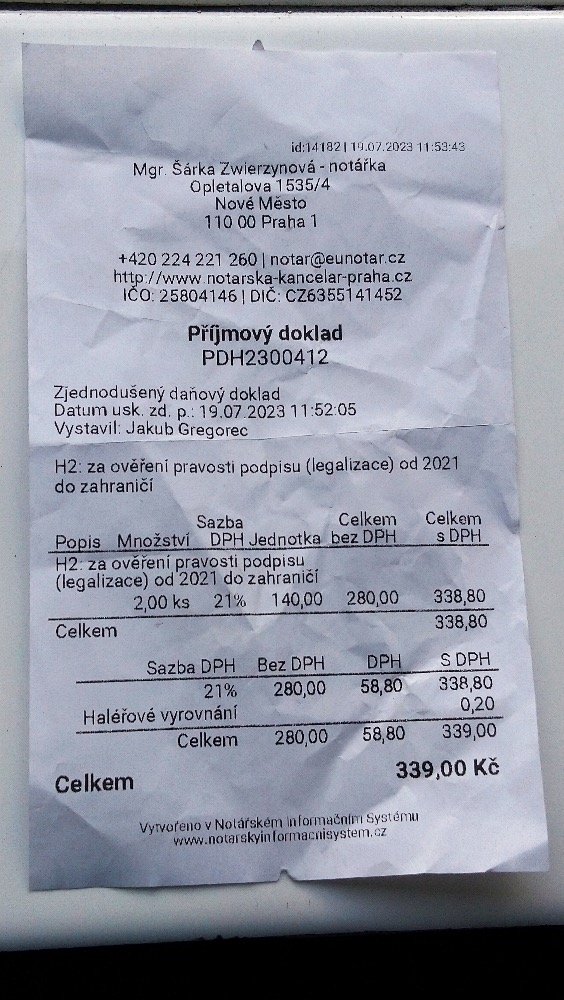 id:14182 | 19.07.2023 11:53:43
Mgr. Šárka Zwierzynová - notářka
Opletalova 1535/4
Nové Město
110 00 Praha 1
+420 224 221 260 | notar@eunotar.cz
http://www.notarska-kancelar-praha.cz
IČO: 25804146 | DIČ: CZ6355141452
Příjmový doklad
PDH2300412
Zjednodušený daňový doklad
Datum usk. zd. p.: 19.07.2023 11:52:05
Vystavil: Jakub Gregorec
H2: za ověření pravosti podpisu (legalizace) od 2021
do zahraničí
Sazba Celkem Celkem
Popis Množství DPH Jednotka bez DPH s DPH
H2: za ověření pravosti podpisu
(legalizace) od 2021 do zahraničí
2,00 ks 21% 140,00 280,00 338,80
Celkem 338,80
Sazba DPH Bez DPH DPH S DPH
21% 280,00 58,80 338,80
Haléřové vyrovnání 0,20
Celkem 280,00 58,80 339,00
Celkem 339,00 Kč
Vytvořeno v Notářském Informačním Systému
www.notarskyinformacnisystem.cz